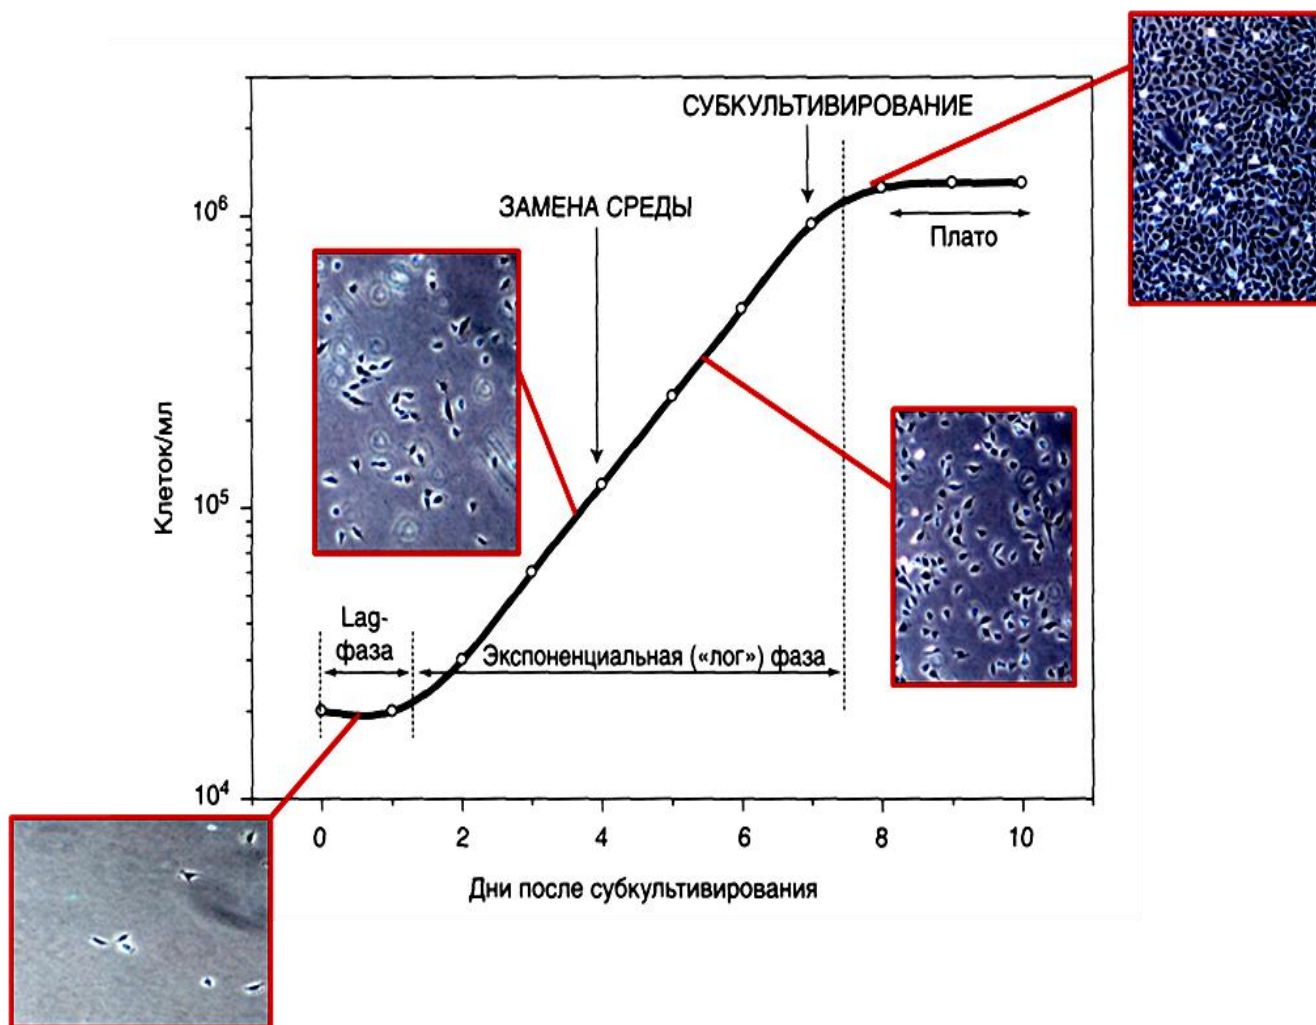 СУБКУЛЬТИВИРОВАНИЕ
ЗАМЕНА СРЕДЫ
10⁶
Плато
Клеток/мл
10⁵
Lag-
фаза
Экспоненциальная («лог») фаза
10⁴
0 2 4 6 8 10
Дни после субкультивирования